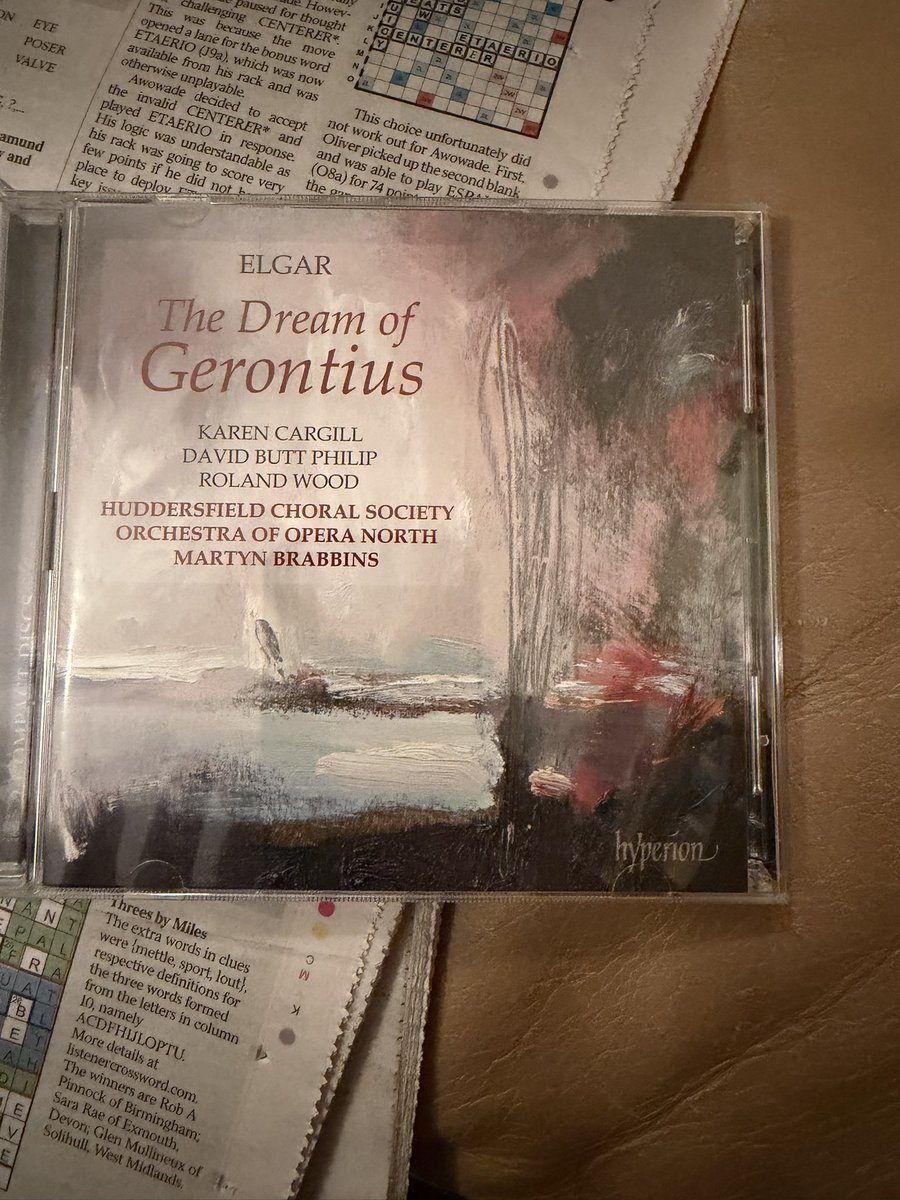 EYE
POSER
VALVE
paused for thought
challenging CENTERER*.
This was because the move
opened a lane for the bonus word
ETAERIO (J9a), which was now
available from his rack and was
otherwise unplayable.
Awowade decided to accept
the invalid CENTERER* and
played ETAERIO in response.
His logic was understandable as
his rack was going to score very
few points if he did not
place to deploy
key
and
J
K
L
M
N
O
CENTERER
ETAERIO
This choice unfortunately did
not work out for Awowade. First,
Oliver picked up the second blank
and was able to play
(O8a) for 74
ELGAR
The Dream of
Gerontius
KAREN CARGILL
DAVID BUTT PHILIP
ROLAND WOOD
HUDDERSFIELD CHORAL SOCIETY
ORCHESTRA OF OPERA NORTH
MARTYN BRABBINS
hyperion
Threes by Miles
The extra words in clues
were {mettle, sport, lout},
respective definitions for
the three words formed
from the letters in column
10, namely
ACDFHIJLOPTU.
More details at
listenercrossword.com.
The winners are Rob A
Pinnock of Birmingham;
Sara Rae of Exmouth,
Devon; Glen Mullineux of
Solihull, West Midlands.
C
M
K